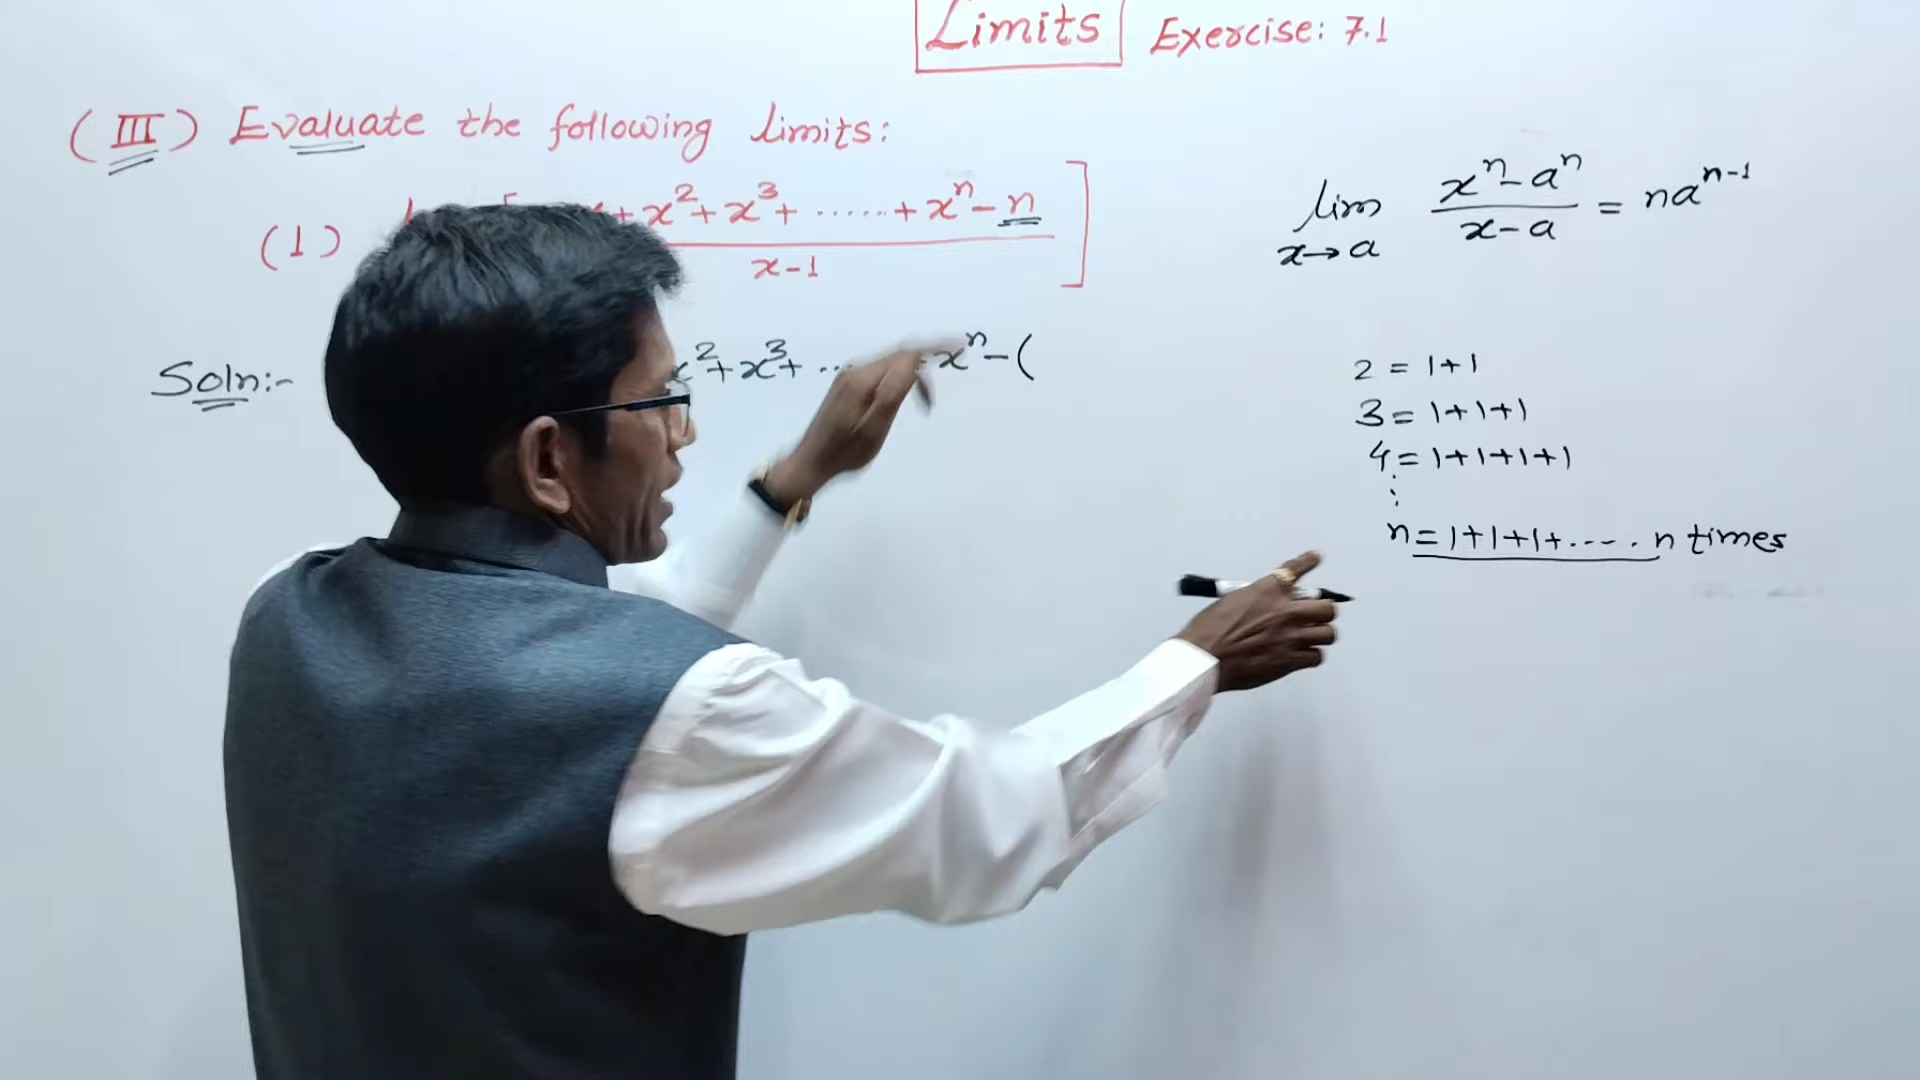 Limits Exercise: 7.1
(III) Evaluate the following limits:
(1) x + x² + x³ + ...... + xⁿ - n
x-1
Soln:- x² + x³ + ... + xⁿ - (
lim x→a xⁿ - aⁿ / x - a = naⁿ⁻¹
2 = 1+1
3 = 1+1+1
4 = 1+1+1+1
n = 1+1+1+..... n times